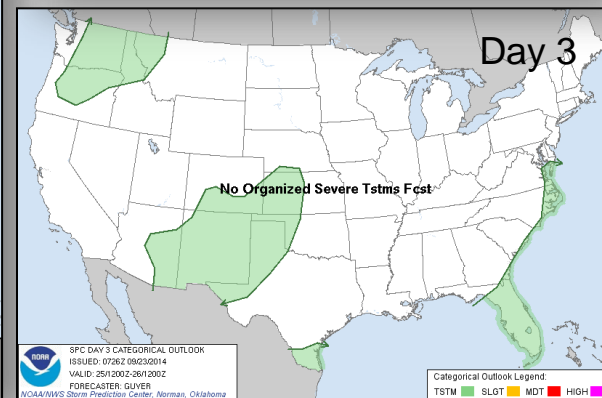 Day 3
No Organized Severe Tstms Fcst
NOAA
SPC DAY 3 CATEGORICAL OUTLOOK
ISSUED: 0726Z 09/23/2014
VALID: 25/1200Z-26/1200Z
FORECASTER: GUYER
NOAA/NWS Storm Prediction Center, Norman, Oklahoma
Categorical Outlook Legend:
TSTM SLGT MDT HIGH